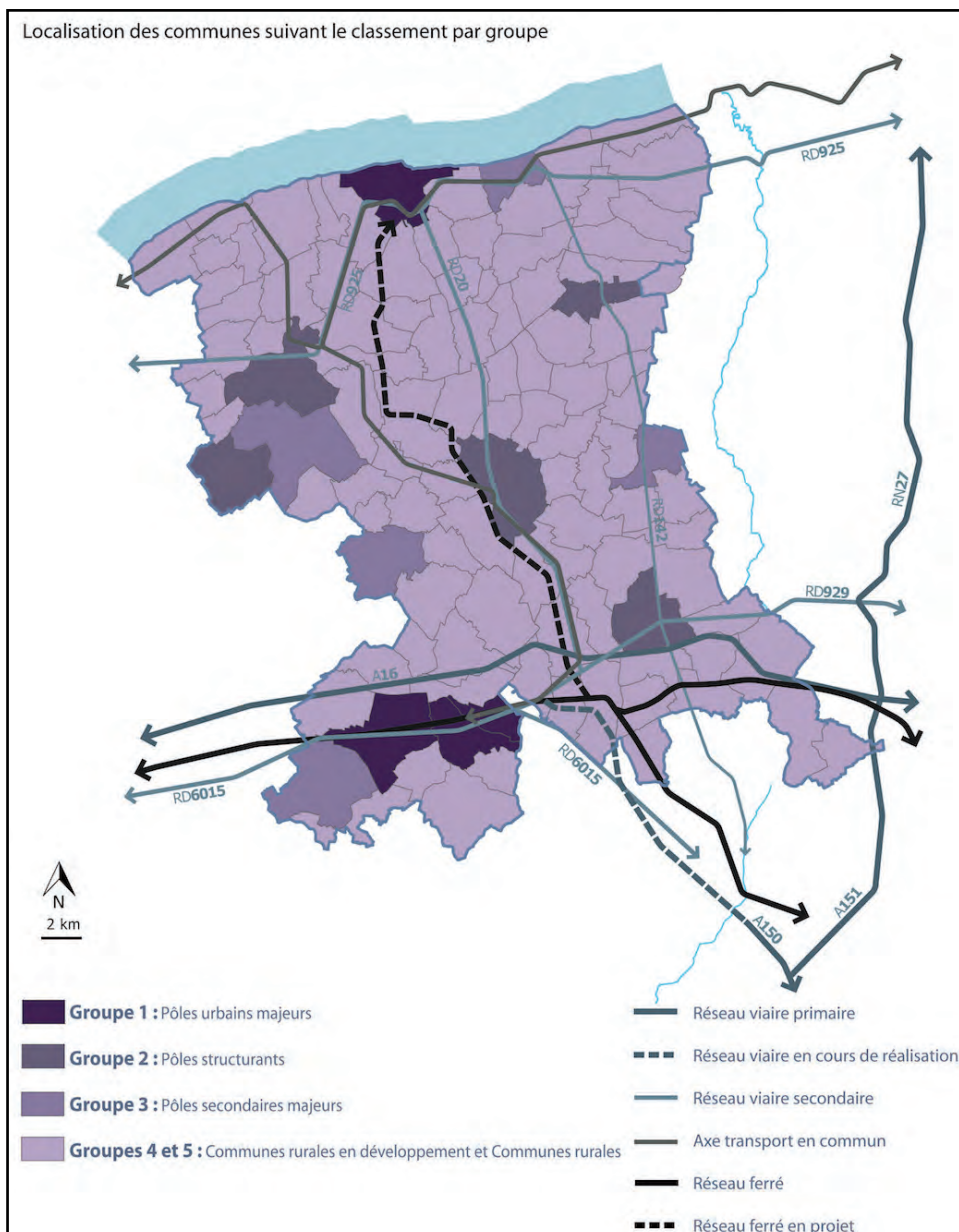 Localisation des communes suivant le classement par groupe
RD925
RD925
RD20
RN27
RD142
RD929
A16
RD6015
RD6015
A151
A150
N
2 km
Groupe 1 : Pôles urbains majeurs
Groupe 2 : Pôles structurants
Groupe 3 : Pôles secondaires majeurs
Groupes 4 et 5 : Communes rurales en développement et Communes rurales
Réseau viaire primaire
Réseau viaire en cours de réalisation
Réseau viaire secondaire
Axe transport en commun
Réseau ferré
Réseau ferré en projet